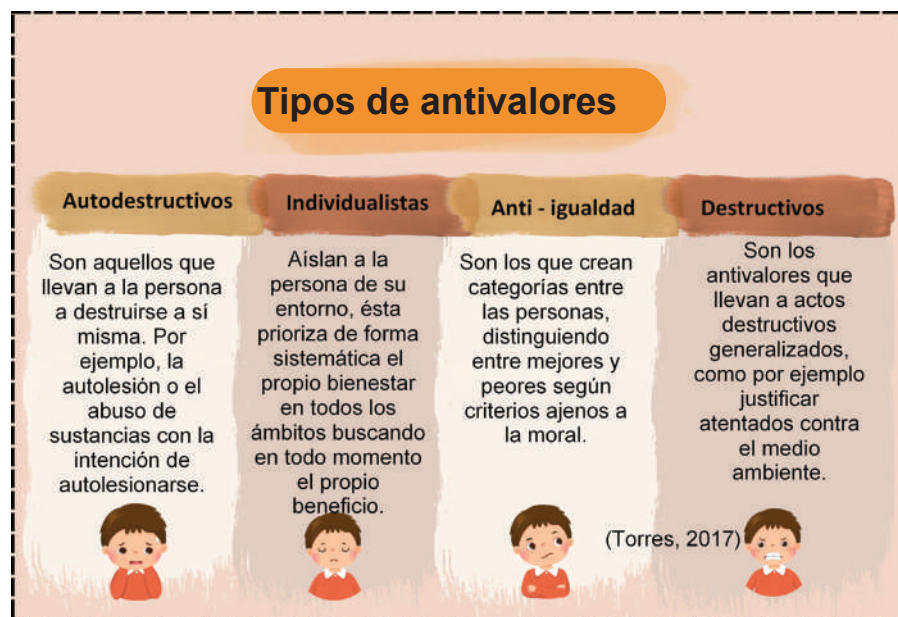 Tipos de antivalores
Autodestructivos
Son aquellos que
llevan a la persona
a destruirse a sí
misma. Por
ejemplo, la
autolesión o el
abuso de
sustancias con la
intención de
autolesionarse.
Individualistas
Aíslan a la
persona de su
entorno, ésta
prioriza de forma
sistemática el
propio bienestar
en todos los
ámbitos buscando
en todo momento
el propio
beneficio.
Anti - igualdad
Son los que crean
categorías entre
las personas,
distinguiendo
entre mejores y
peores según
criterios ajenos a
la moral.
Destructivos
Son los
antivalores que
llevan a actos
destructivos
generalizados,
como por ejemplo
justificar
atentados contra
el medio
ambiente.
(Torres, 2017)